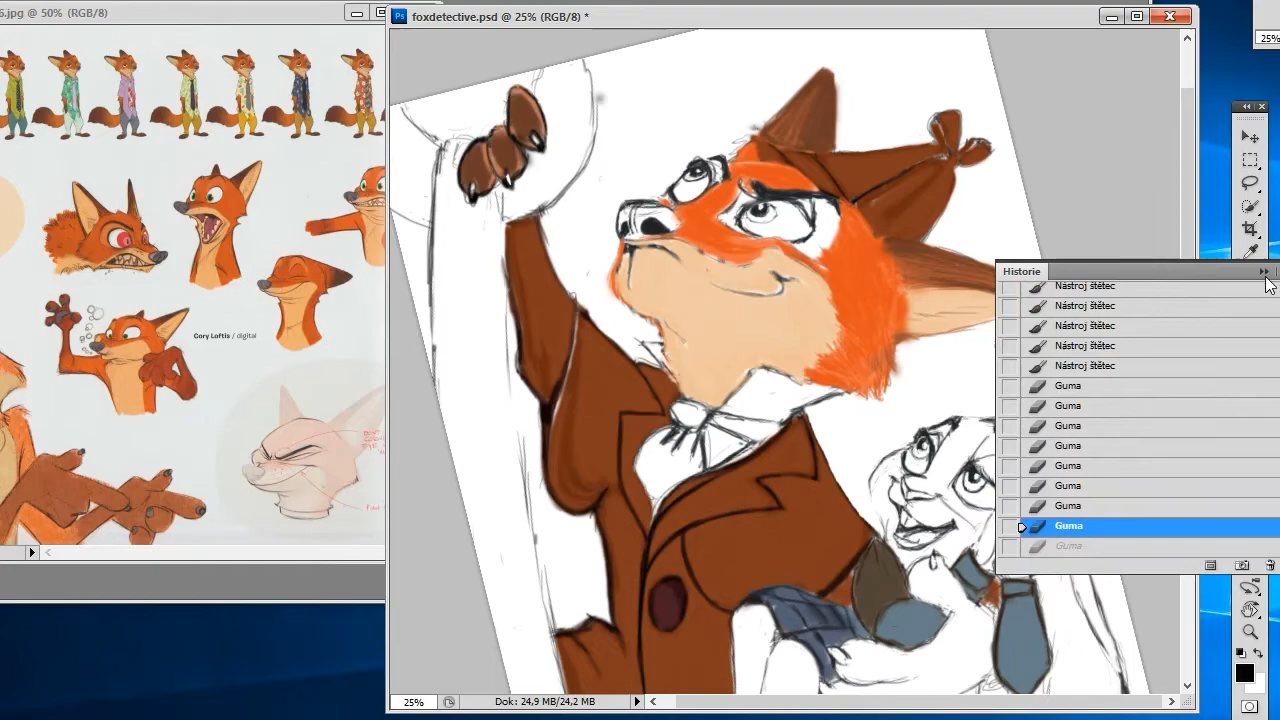 6.jpg @ 50% (RGB/8)
foxdetective.psd @ 25% (RGB/8) *
25%
Historie
Nástroj štětec
Nástroj štětec
Nástroj štětec
Nástroj štětec
Nástroj štětec
Guma
Guma
Guma
Guma
Guma
Guma
Guma
Guma
Guma
Cory Loftis / digital
25%
Dok: 24,9 MB/24,2 MB